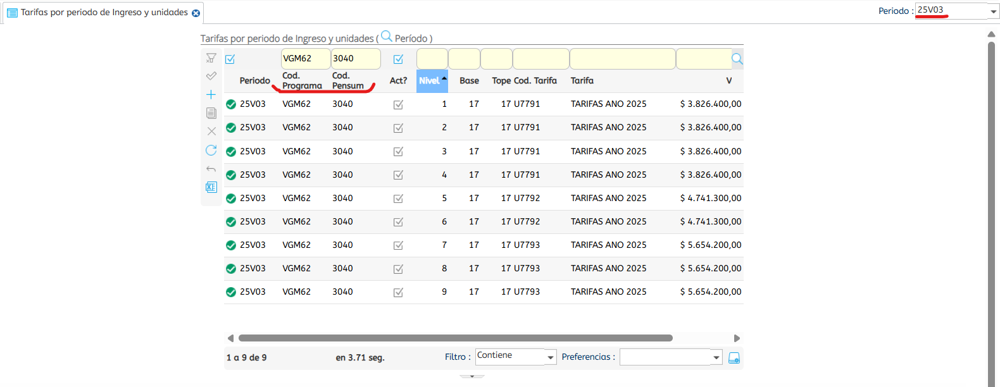 Tarifas por periodo de Ingreso y unidades
Periodo : 25V03
Tarifas por periodo de Ingreso y unidades ( Período )
VGM62 3040
Periodo Cod. Programa Cod. Pensum Act? Nivel Base Tope Cod. Tarifa Tarifa V
25V03 VGM62 3040 1 17 17 U7791 TARIFAS ANO 2025 $ 3.826.400,00
25V03 VGM62 3040 2 17 17 U7791 TARIFAS ANO 2025 $ 3.826.400,00
25V03 VGM62 3040 3 17 17 U7791 TARIFAS ANO 2025 $ 3.826.400,00
25V03 VGM62 3040 4 17 17 U7791 TARIFAS ANO 2025 $ 3.826.400,00
25V03 VGM62 3040 5 17 17 U7792 TARIFAS ANO 2025 $ 4.741.300,00
25V03 VGM62 3040 6 17 17 U7792 TARIFAS ANO 2025 $ 4.741.300,00
25V03 VGM62 3040 7 17 17 U7793 TARIFAS ANO 2025 $ 5.654.200,00
25V03 VGM62 3040 8 17 17 U7793 TARIFAS ANO 2025 $ 5.654.200,00
25V03 VGM62 3040 9 17 17 U7793 TARIFAS ANO 2025 $ 5.654.200,00
1 a 9 de 9 en 3.71 seg. Filtro : Contiene Preferencias :